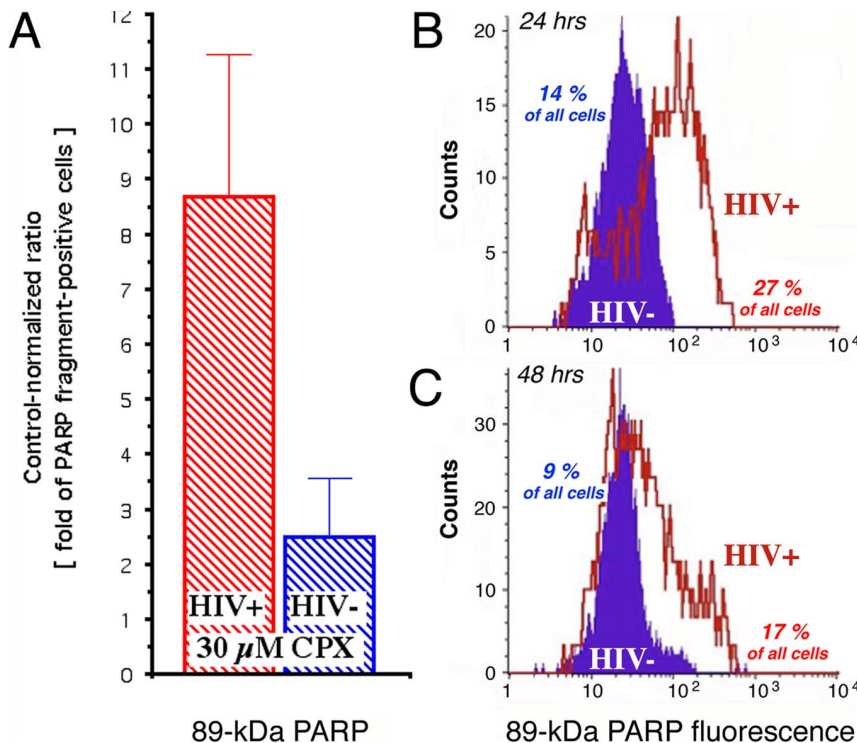 A
Control-normalized ratio
[ fold of PARP fragment-positive cells ]
12
11
10
9
8
7
6
5
4
3
2
1
0
HIV+ HIV-
30 µM CPX
89-kDa PARP
B
24 hrs
Counts
20
15
10
5
0
14 %
of all cells
HIV+
27 %
of all cells
HIV-
1 10 10² 10³ 10⁴
C
48 hrs
Counts
30
20
10
0
9 %
of all cells
HIV+
17 %
of all cells
HIV-
1 10 10² 10³ 10⁴
89-kDa PARP fluorescence